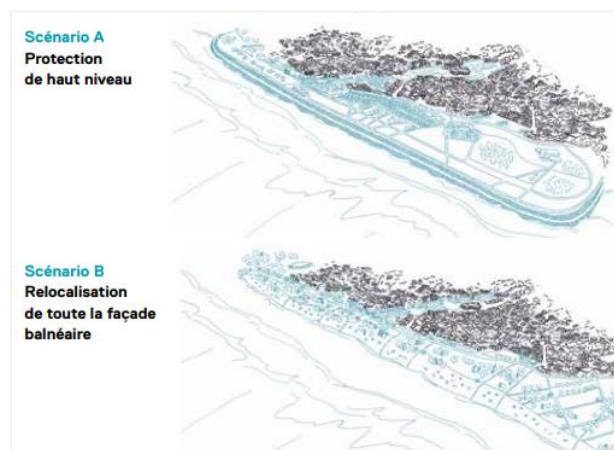 Scénario A
Protection
de haut niveau
Scénario B
Relocalisation
de toute la façade
balnéaire